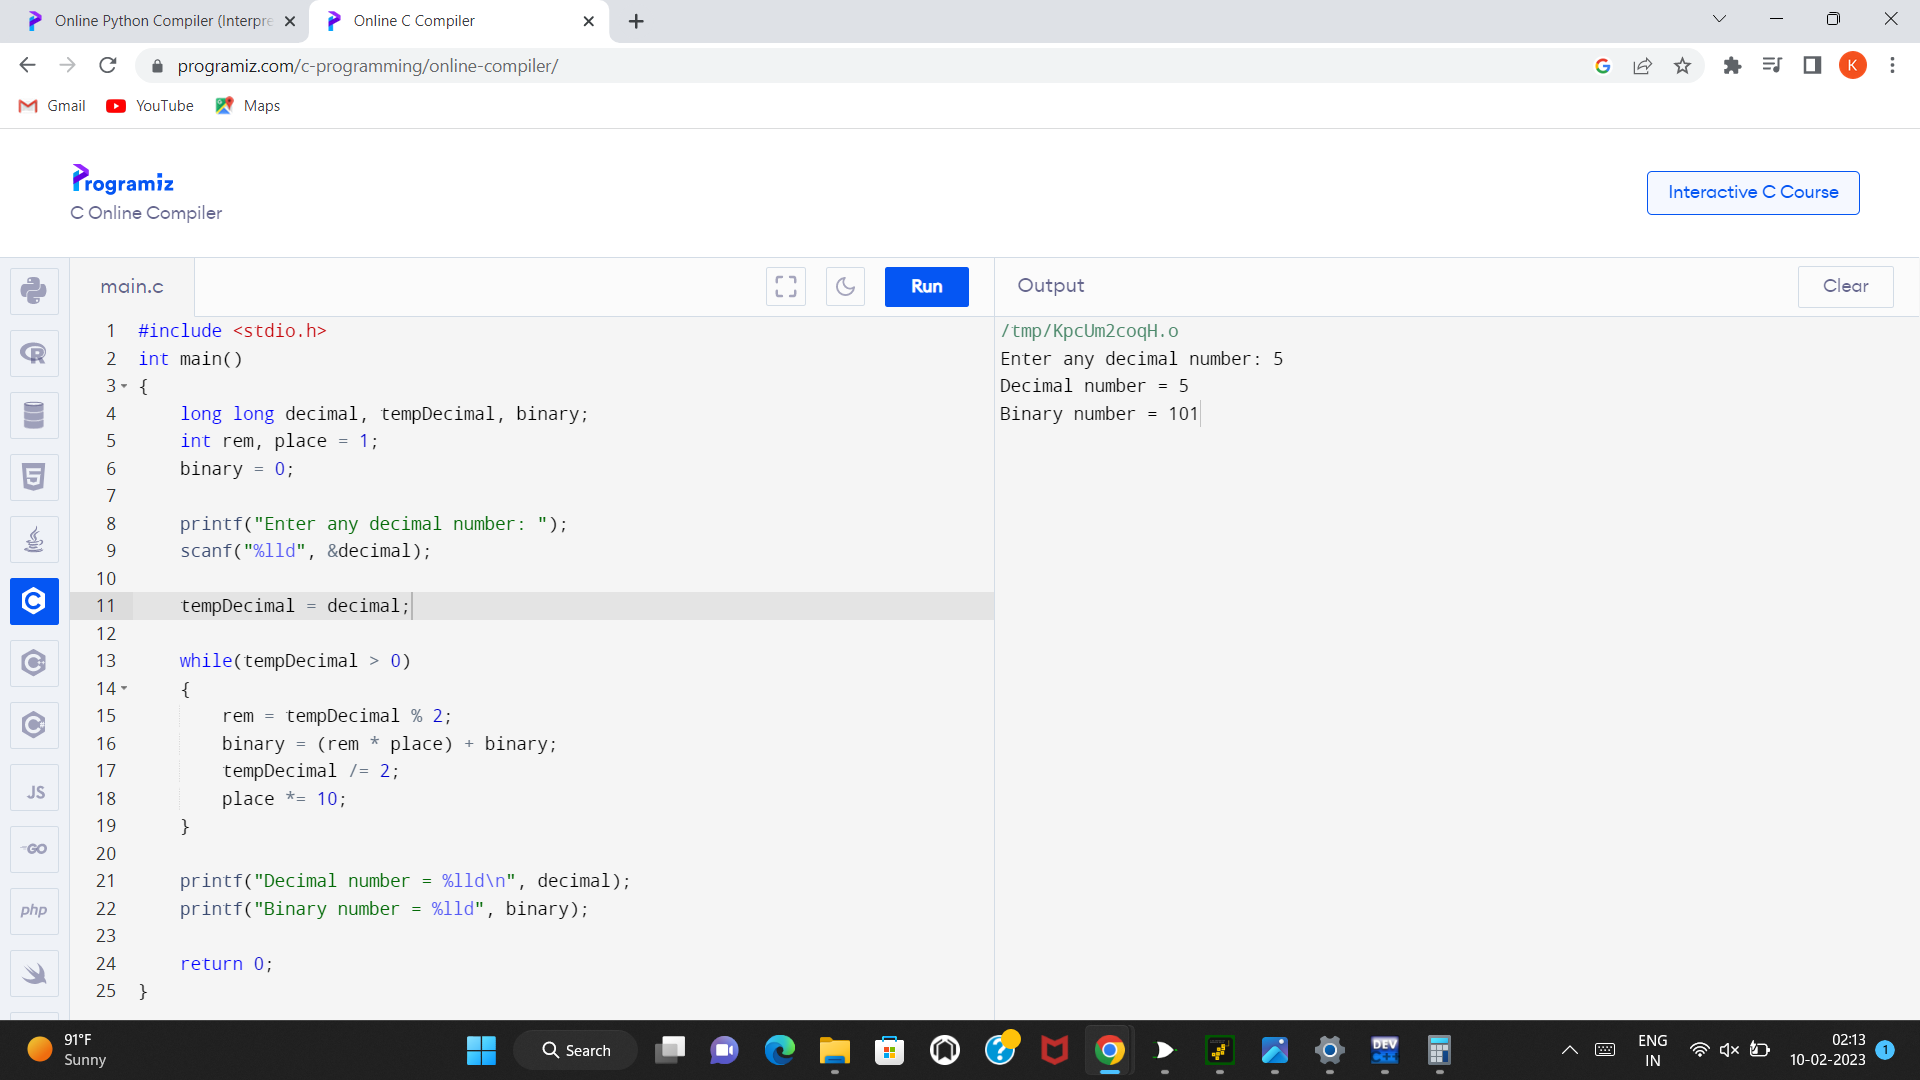 Online Python Compiler (Interpre
Online C Compiler
programiz.com/c-programming/online-compiler/
K
Gmail
YouTube
Maps
Programiz
C Online Compiler
Interactive C Course
main.c
Run
Output
Clear
1 #include <stdio.h>
2 int main()
3 {
4 long long decimal, tempDecimal, binary;
5 int rem, place = 1;
6 binary = 0;
7
8 printf("Enter any decimal number: ");
9 scanf("%lld", &decimal);
10
11 tempDecimal = decimal;
12
13 while(tempDecimal > 0)
14 {
15 rem = tempDecimal % 2;
16 binary = (rem * place) + binary;
17 tempDecimal /= 2;
18 place *= 10;
19 }
20
21 printf("Decimal number = %lld\n", decimal);
22 printf("Binary number = %lld", binary);
23
24 return 0;
25 }
/tmp/KpcUm2coqH.o
Enter any decimal number: 5
Decimal number = 5
Binary number = 101
JS
GO
php
91°F
Sunny
Search
DEV
C++
ENG
IN
02:13
10-02-2023
1